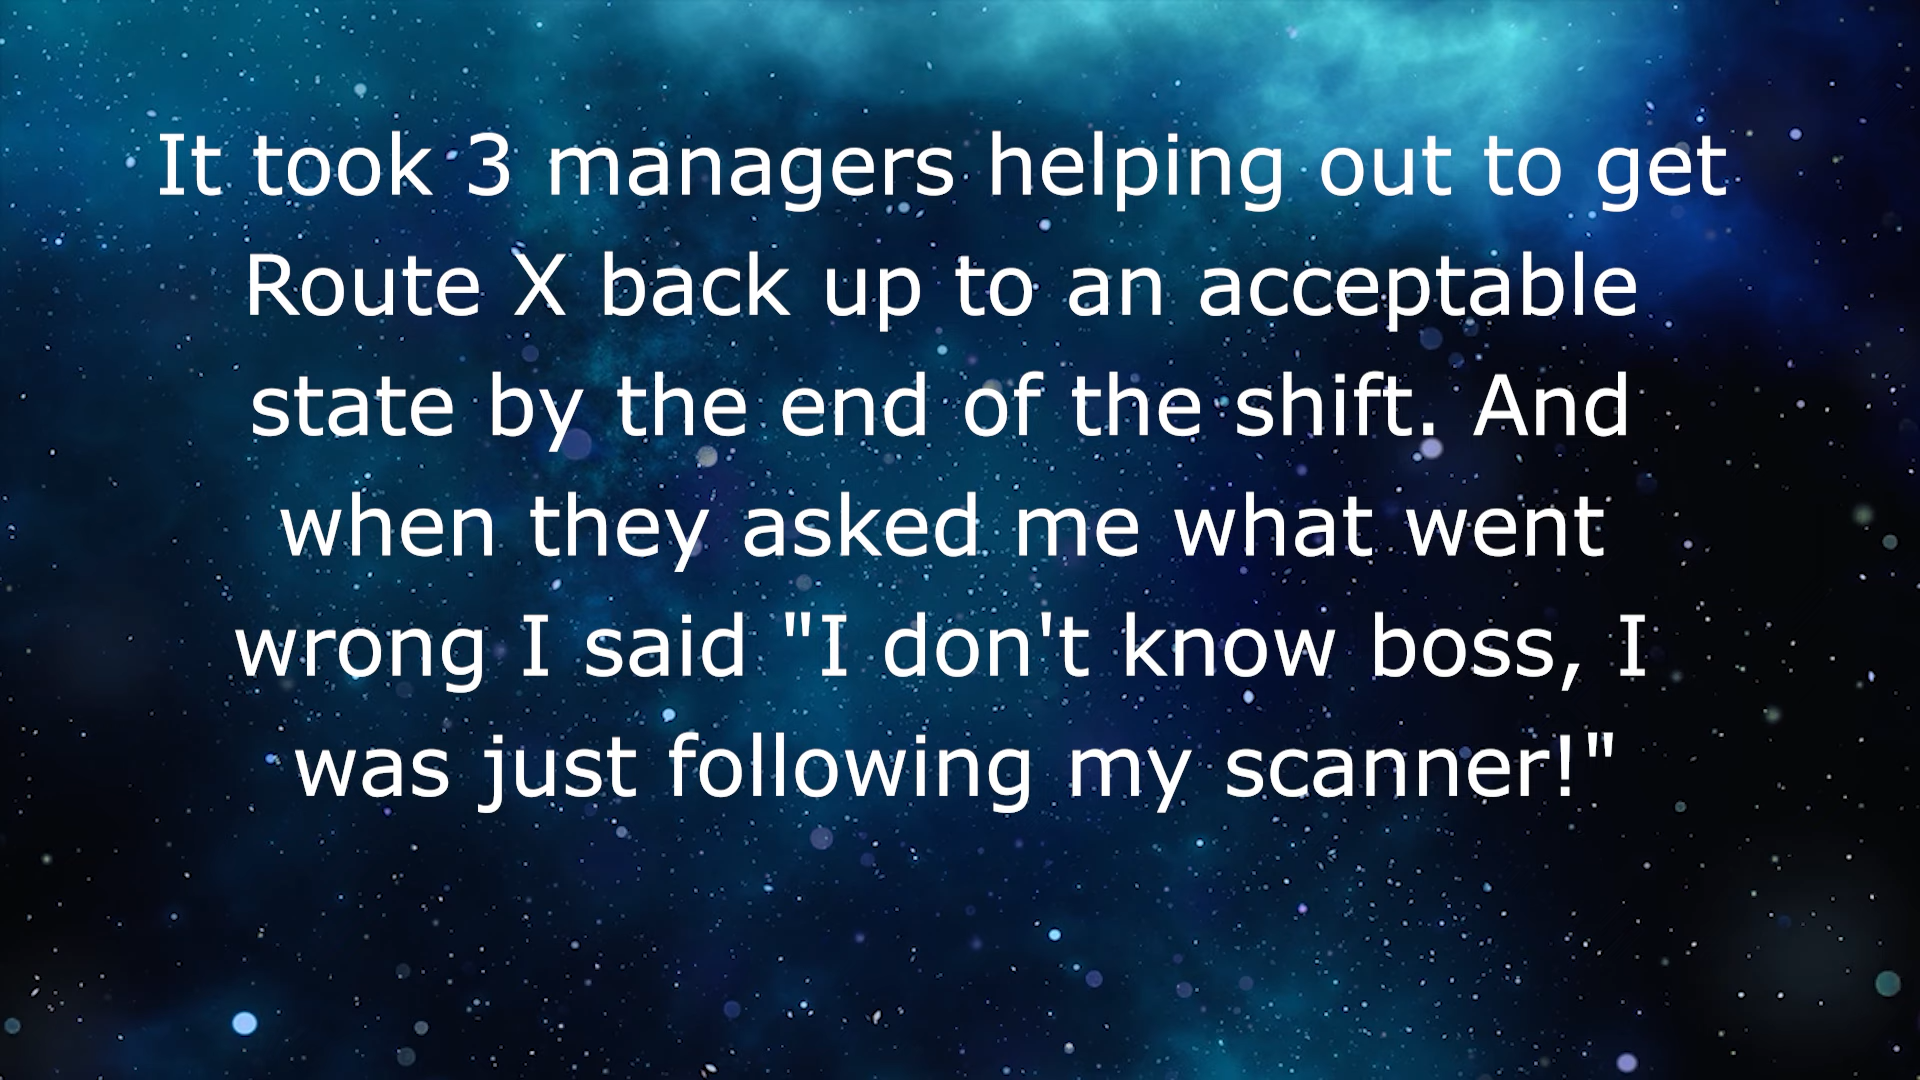 It took 3 managers helping out to get
Route X back up to an acceptable
state by the end of the shift. And
when they asked me what went
wrong I said "I don't know boss, I
was just following my scanner!"